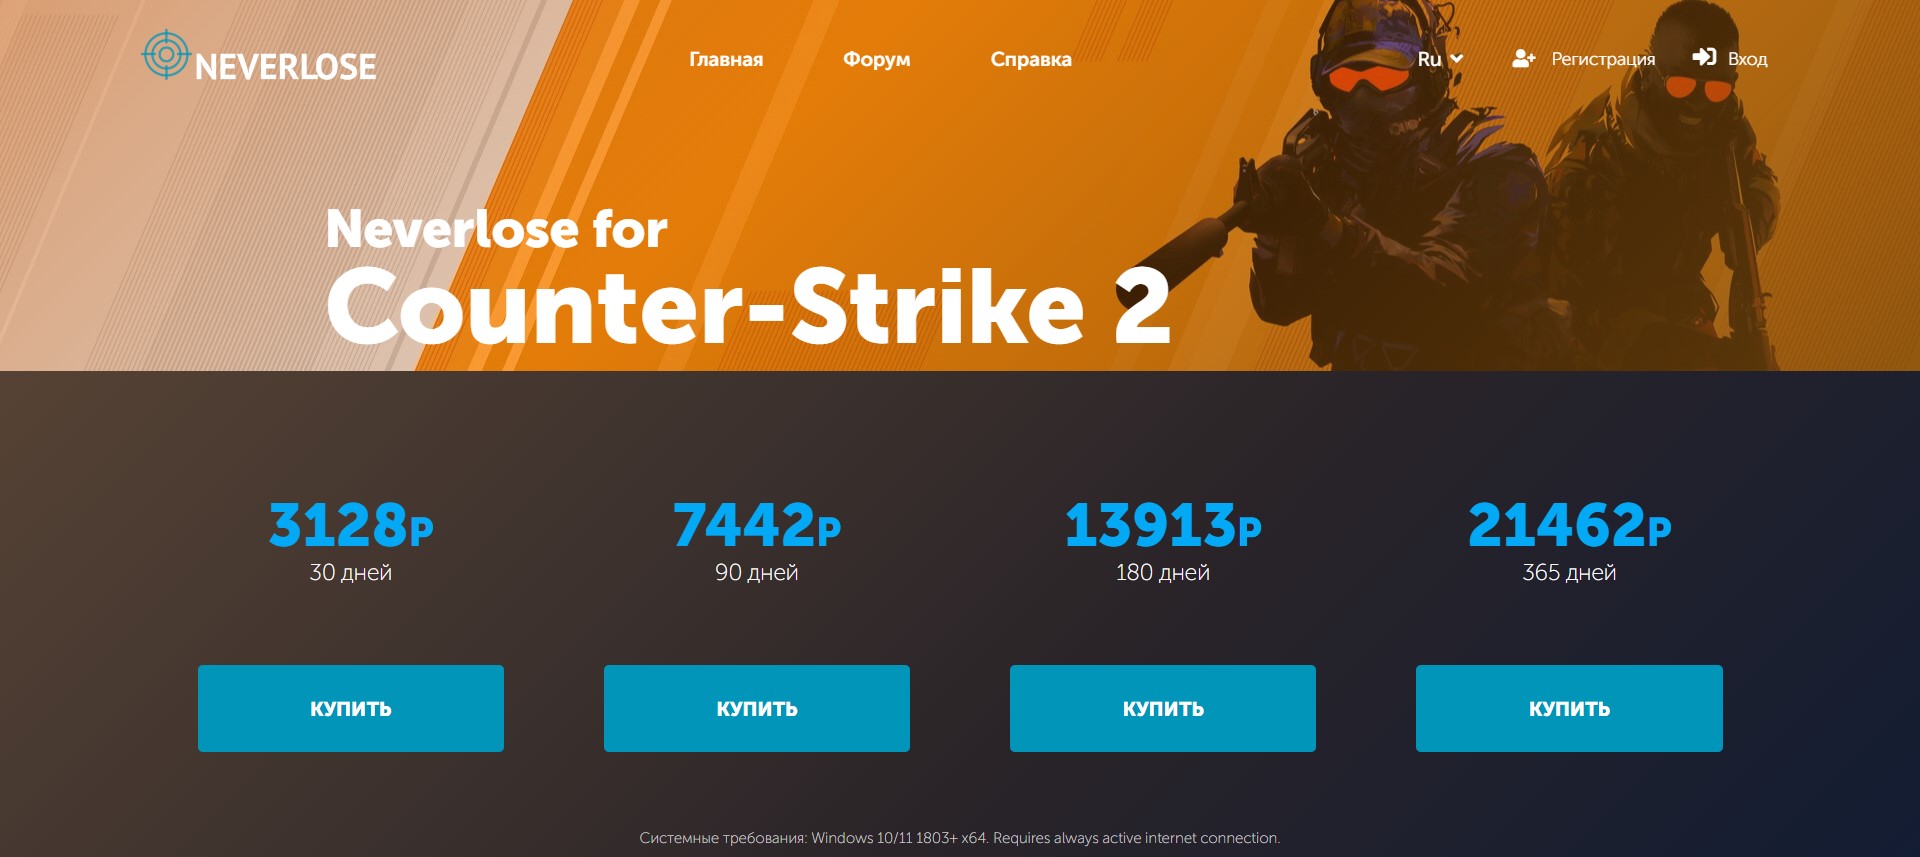 NEVERLOSE
Главная
Форум
Справка
Ru
Регистрация
Вход
Neverlose for
Counter-Strike 2
3128Р
30 дней
КУПИТЬ
7442Р
90 дней
КУПИТЬ
13913Р
180 дней
КУПИТЬ
21462Р
365 дней
КУПИТЬ
Системные требования: Windows 10/11 1803+ x64. Requires always active internet connection.